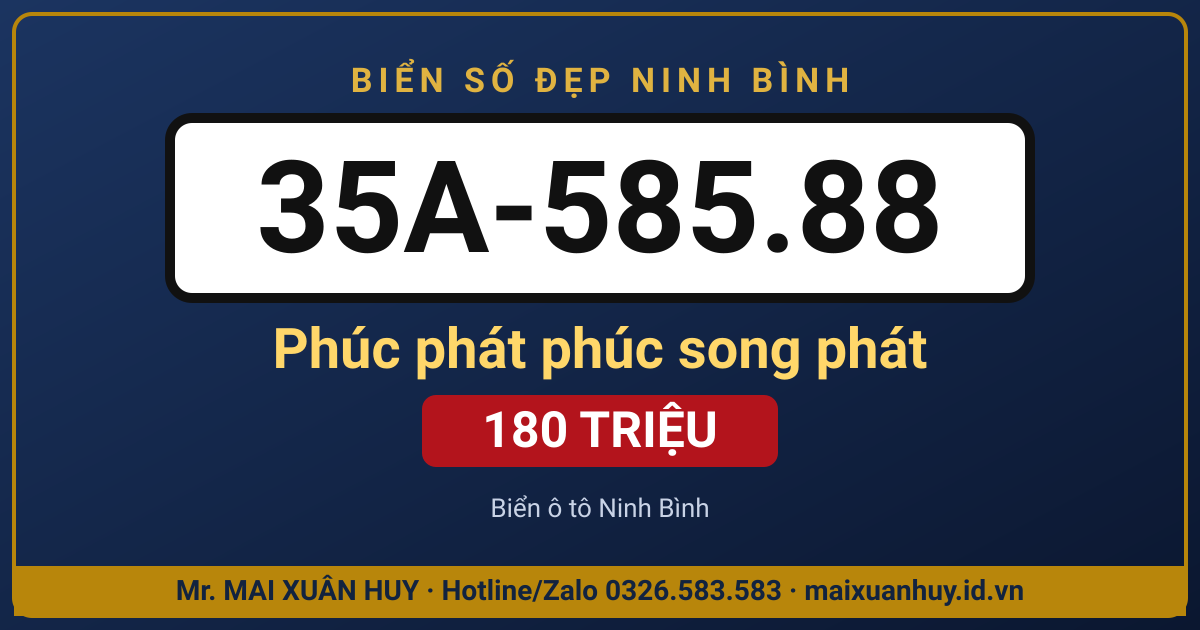 BIỂN SỐ ĐẸP NINH BÌNH
35A-585.88
Phúc phát phúc song phát
180 TRIỆU
Biển ô tô Ninh Bình
Mr. MAI XUÂN HUY · Hotline/Zalo 0326.583.583 · maixuanhuy.id.vn